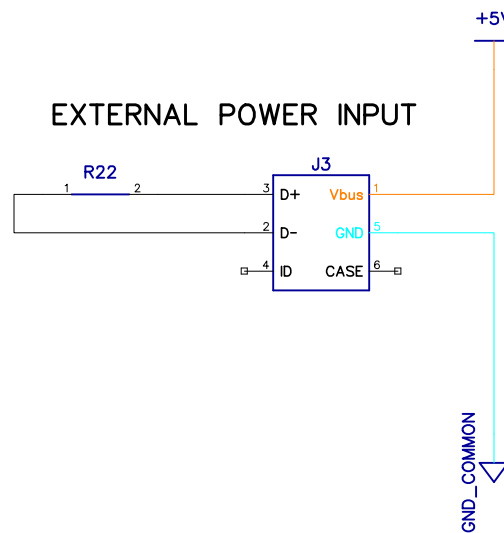 +5V
EXTERNAL POWER INPUT
J3
R22
1 2 3 D+ Vbus 1
2 D- GND 5
4 ID CASE 6
GND_COMMON